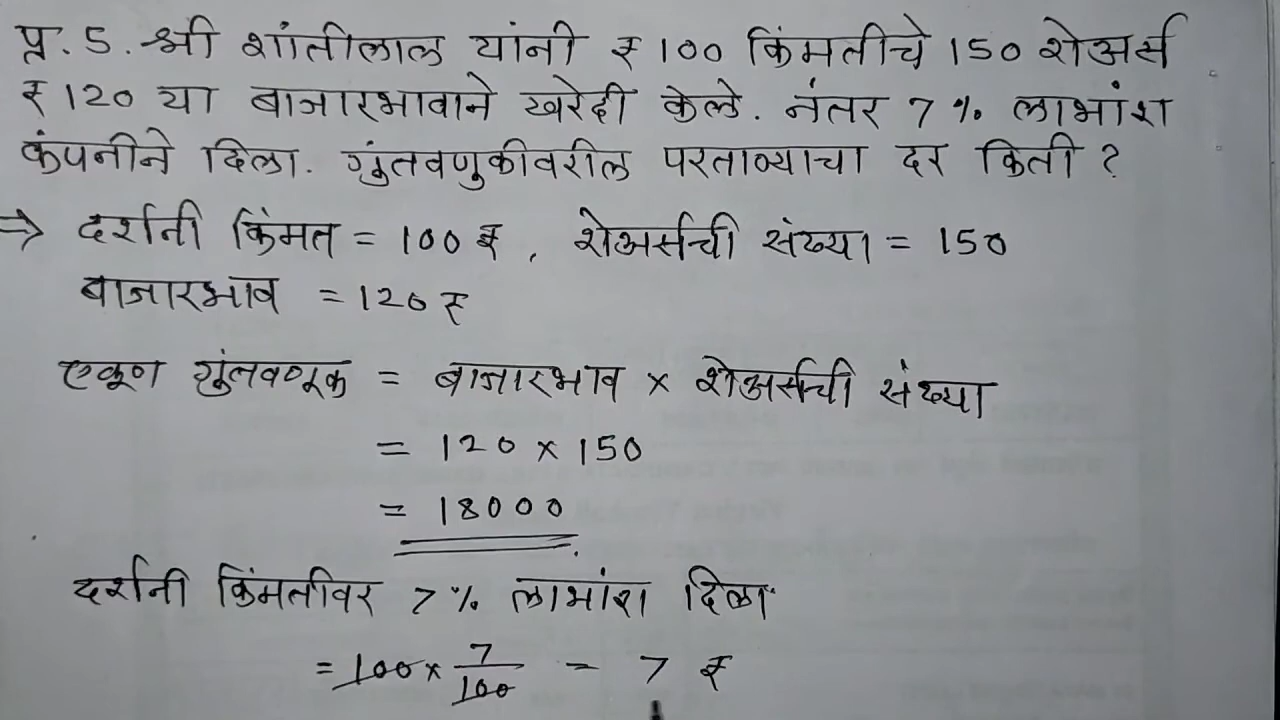 प्र. 5. श्री शांतीलाल यांनी ₹ 100 किंमतीचे 150 शेअर्स
₹ 120 या बाजारभावाने खरेदी केले. नंतर 7% लाभांश
कंपनीने दिला. गुंतवणुकीवरील परताव्याचा दर किती?
⇒ दर्शनी किंमत = 100 ₹, शेअर्सची संख्या = 150
बाजारभाव = 120 ₹
एकूण गुंतवणूक = बाजारभाव × शेअर्सची संख्या
= 120 × 150
= 18000
दर्शनी किंमतीवर 7% लाभांश दिला
= 100 × 7/100 = 7 ₹